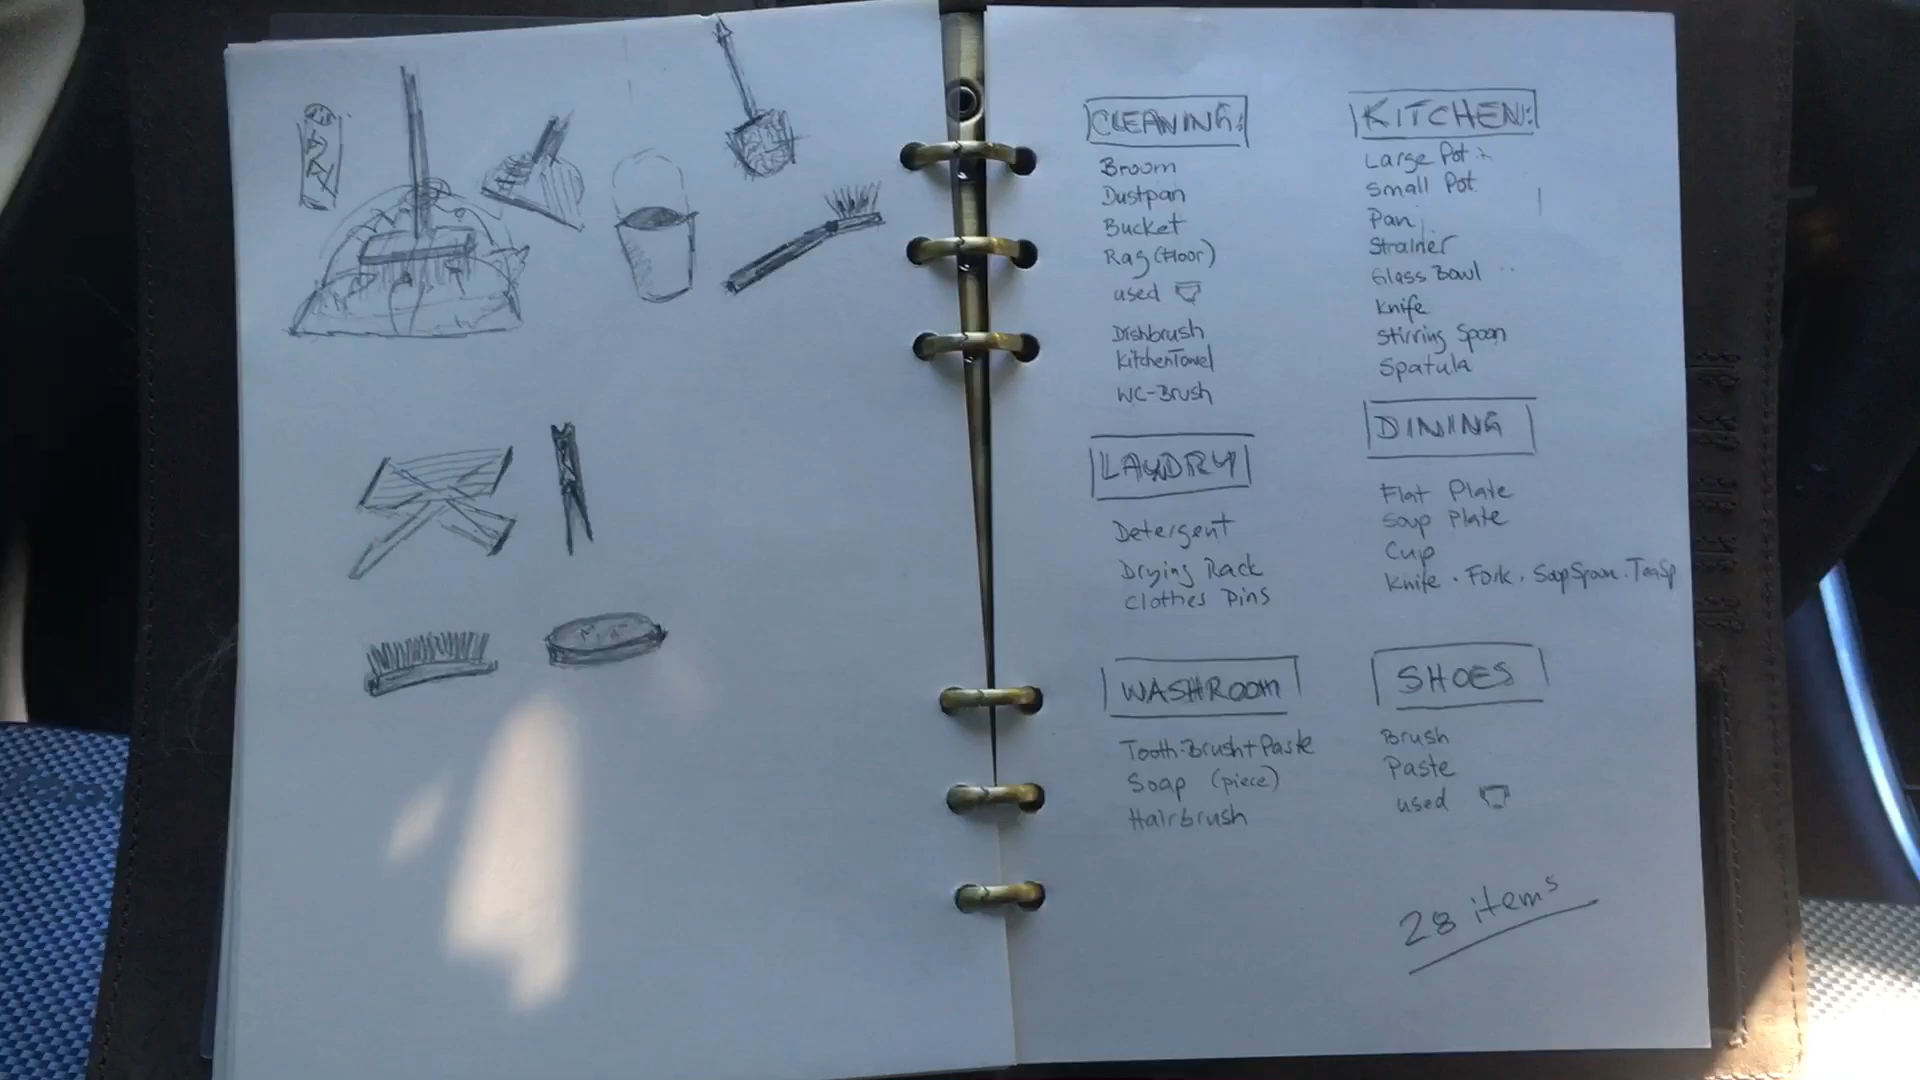 CLEANING:
Broom
Dustpan
Bucket
Rag (Floor)
used
Dishbrush
KitchenTowel
WC-Brush
LAUNDRY
Detergent
Drying Rack
Clothes Pins
WASHROOM
Tooth-Brush+Paste
Soap (piece)
Hairbrush
KITCHEN:
Large Pot
Small Pot
Pan
Strainer
Glass Bowl
Knife
Stirring Spoon
Spatula
DINING
Flat Plate
Soup Plate
Cup
Knife · Fork · SoupSpoon · TeaSp
SHOES
Brush
Paste
used
28 items